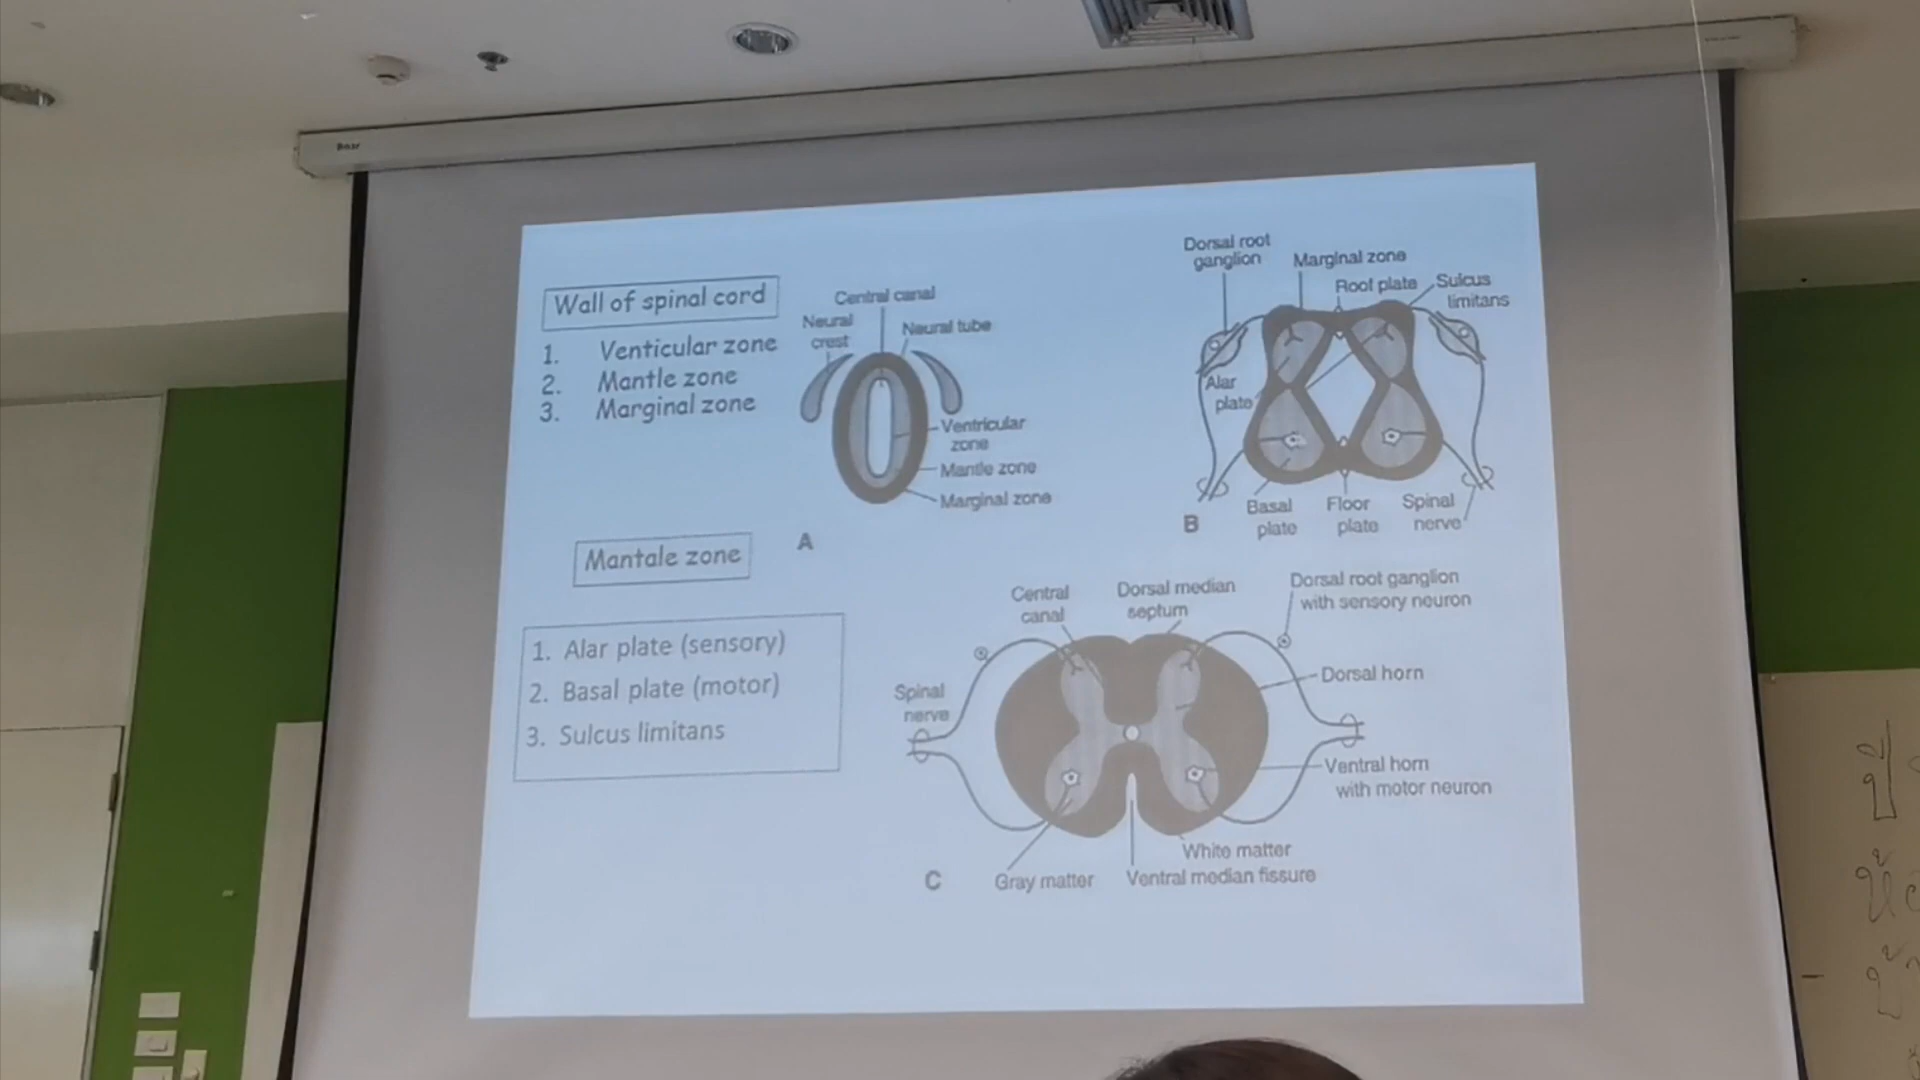 Wall of spinal cord
1. Venticular zone
2. Mantle zone
3. Marginal zone
Mantale zone
1. Alar plate (sensory)
2. Basal plate (motor)
3. Sulcus limitans
Central canal
Neural
crest
Neural tube
Ventricular
zone
Mantle zone
Marginal zone
A
Dorsal root
ganglion
Marginal zone
Roof plate
Sulcus
limitans
Alar
plate
Basal
plate
Floor
plate
Spinal
nerve
B
Central
canal
Dorsal median
septum
Dorsal root ganglion
with sensory neuron
Spinal
nerve
Dorsal horn
Ventral horn
with motor neuron
White matter
Gray matter
Ventral median fissure
C